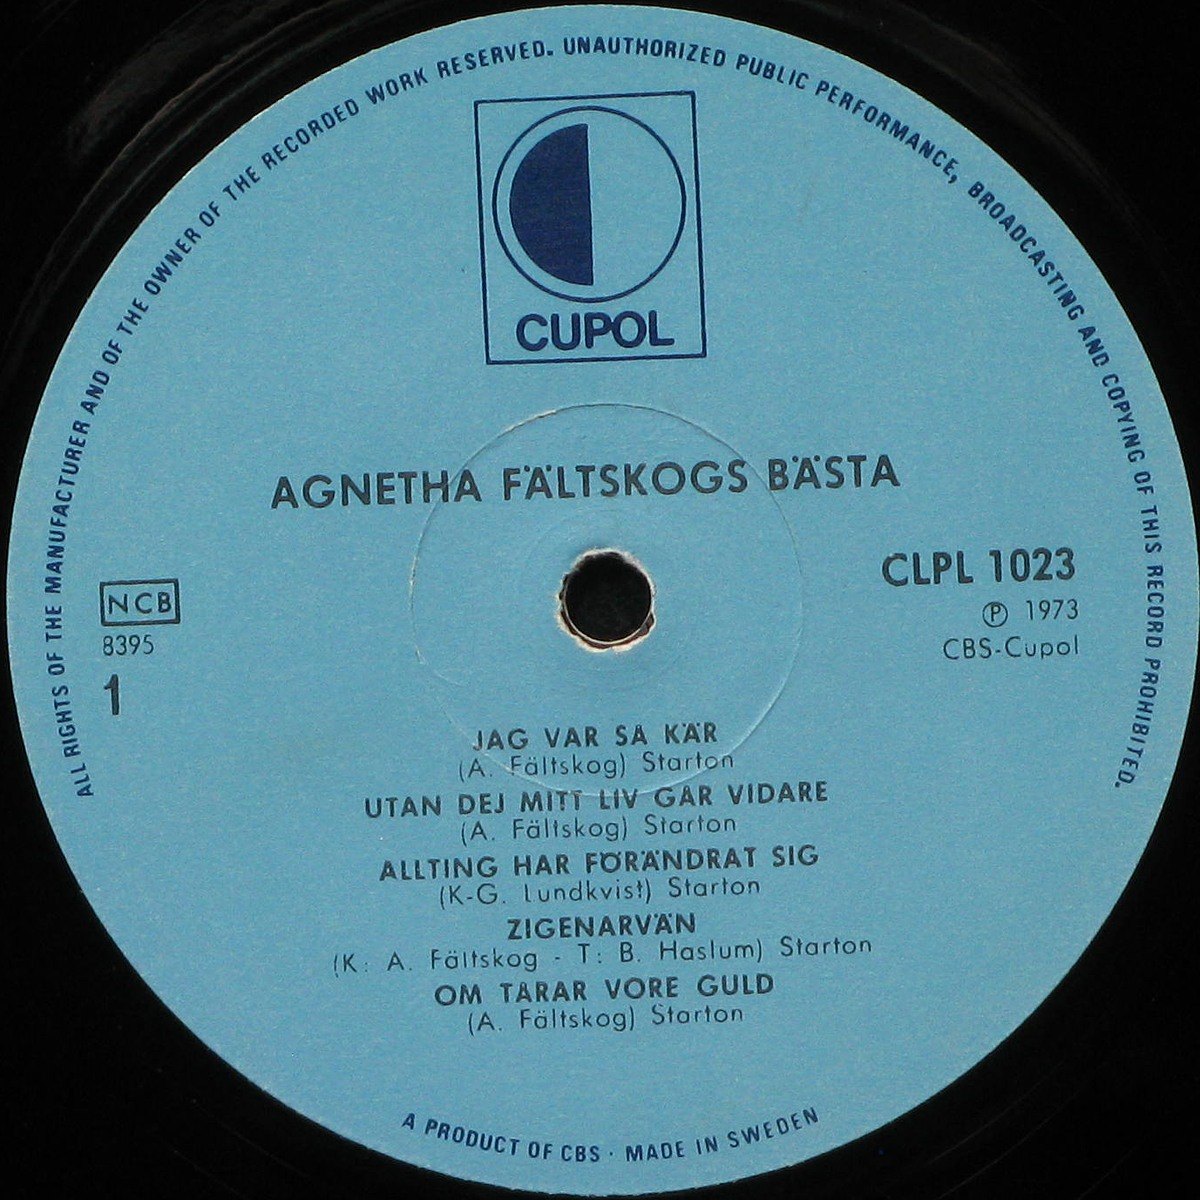 ALL RIGHTS OF THE MANUFACTURER AND OF THE OWNER OF THE RECORDED WORK RESERVED. UNAUTHORIZED PUBLIC PERFORMANCE, BROADCASTING AND COPYING OF THIS RECORD PROHIBITED.
CUPOL
AGNETHA FÄLTSKOGS BÄSTA
CLPL 1023
Ⓟ 1973
CBS-Cupol
NCB
8395
1
JAG VAR SÅ KÄR
(A. Fältskog) Starton
UTAN DEJ MITT LIV GÅR VIDARE
(A. Fältskog) Starton
ALLTING HAR FÖRÄNDRAT SIG
(K-G. Lundkvist) Starton
ZIGENARVÄN
(K: A. Fältskog - T: B. Haslum) Starton
OM TÅRAR VORE GULD
(A. Fältskog) Starton
A PRODUCT OF CBS · MADE IN SWEDEN